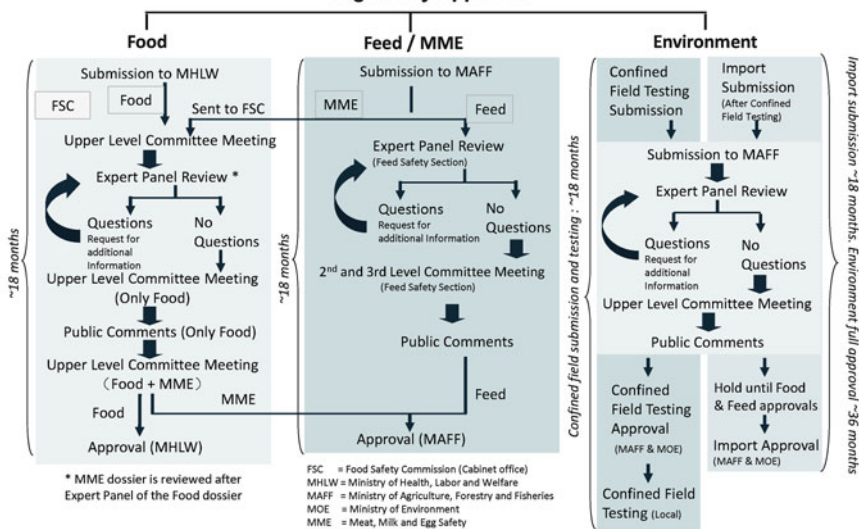 Food
Feed / MME
Environment
Submission to MHLW
FSC
Food
Sent to FSC
Upper Level Committee Meeting
Expert Panel Review *
Questions
Request for
additional
Information
No
Questions
Upper Level Committee Meeting
(Only Food)
Public Comments (Only Food)
Upper Level Committee Meeting
(Food + MME)
Food
MME
Approval (MHLW)
~18 months
* MME dossier is reviewed after
Expert Panel of the Food dossier
Submission to MAFF
MME
Feed
Expert Panel Review
(Feed Safety Section)
Questions
Request for
additional Information
No
Questions
2nd and 3rd Level Committee Meeting
(Feed Safety Section)
Public Comments
Feed
Approval (MAFF)
~18 months
FSC = Food Safety Commission (Cabinet office)
MHLW = Ministry of Health, Labor and Welfare
MAFF = Ministry of Agriculture, Forestry and Fisheries
MOE = Ministry of Environment
MME = Meat, Milk and Egg Safety
Confined field submission and testing : ~18 months
Confined
Field Testing
Submission
Import
Submission
(After Confined
Field Testing)
Submission to MAFF
Expert Panel Review
Questions
Request for
additional
Information
No
Questions
Upper Level Committee Meeting
Public Comments
Confined
Field Testing
Approval
(MAFF & MOE)
Confined Field
Testing (Local)
Hold until Food
& Feed approvals
Import Approval
(MAFF & MOE)
Import submission ~18 months. Environment full approval ~36 months